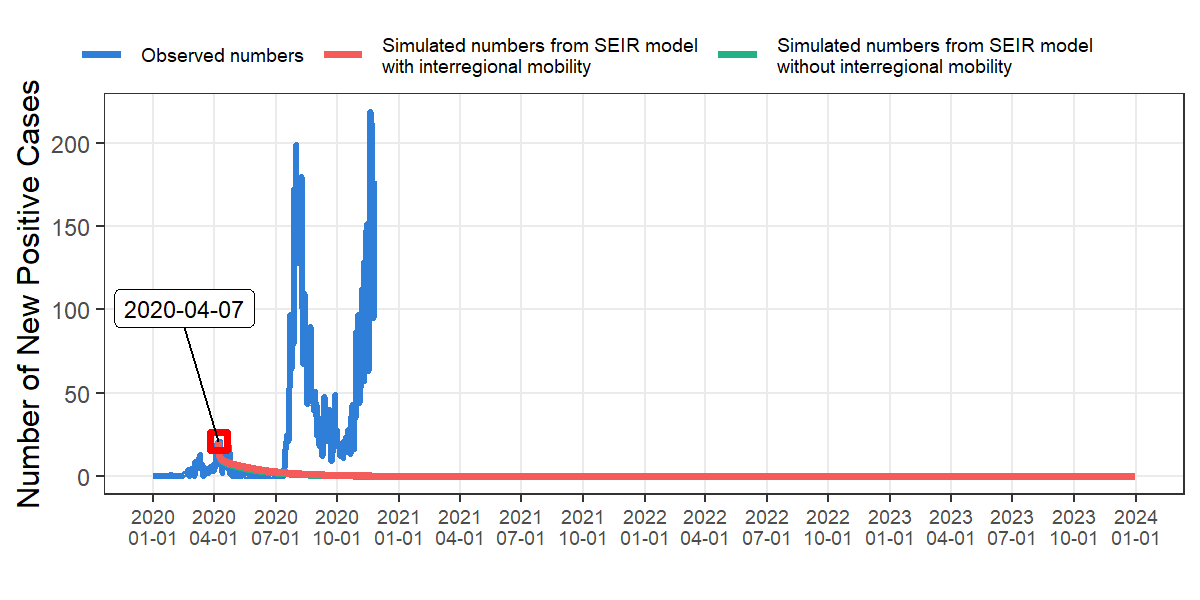 Observed numbers
Simulated numbers from SEIR model
with interregional mobility
Simulated numbers from SEIR model
without interregional mobility
Number of New Positive Cases
200
150
100
50
0
2020-04-07
2020 2020 2020 2020 2021 2021 2021 2021 2022 2022 2022 2022 2023 2023 2023 2023 2024
01-01 04-01 07-01 10-01 01-01 04-01 07-01 10-01 01-01 04-01 07-01 10-01 01-01 04-01 07-01 10-01 01-01